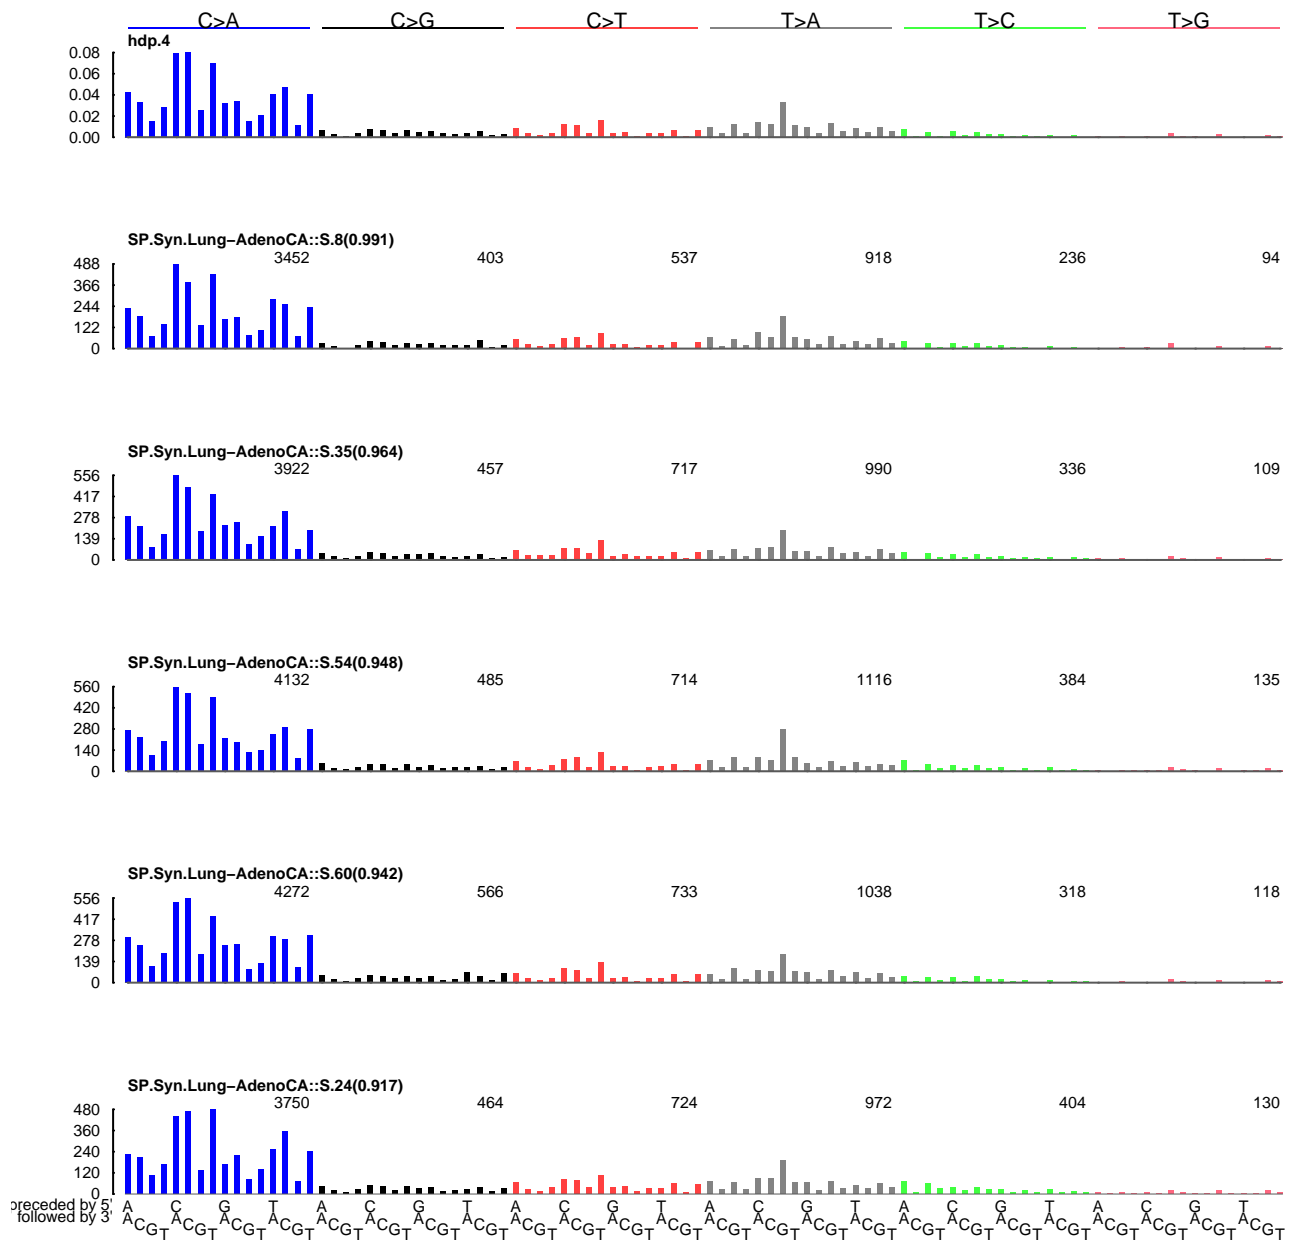 C>A C>G C>T T>A T>C T>G
hdp.4
0.08
0.06
0.04
0.02
0.00
SP.Syn.Lung−AdenoCA::S.8(0.991)
3452 403 537 918 236 94
488
366
244
122
0
SP.Syn.Lung−AdenoCA::S.35(0.964)
3922 457 717 990 336 109
556
417
278
139
0
SP.Syn.Lung−AdenoCA::S.54(0.948)
4132 485 714 1116 384 135
560
420
280
140
0
SP.Syn.Lung−AdenoCA::S.60(0.942)
4272 566 733 1038 318 118
556
417
278
139
0
SP.Syn.Lung−AdenoCA::S.24(0.917)
3750 464 724 972 404 130
480
360
240
120
0
preceded by 5' A C G T A C G T A C G T A C G T A C G T A C G T
followed by 3' A C G T A C G T A C G T A C G T A C G T A C G T A C G T A C G T A C G T A C G T A C G T A C G T A C G T A C G T A C G T A C G T A C G T A C G T A C G T A C G T A C G T A C G T A C G T A C G T